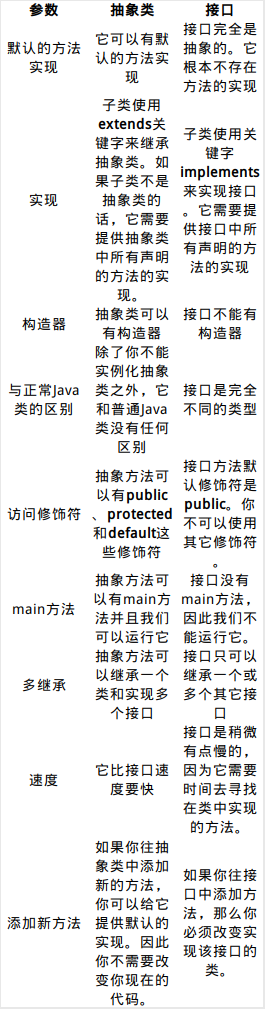 参数 抽象类 接口
默认的方法
实现
它可以有默
认的方法实
现
接口完全是
抽象的。它
根本不存在
方法的实现
实现
子类使用
extends关
键字来继承
抽象类。如
果子类不是
抽象类的
话，它需要
提供抽象类
中所有声明
的方法的实
现。
子类使用关
键字
implements
来实现接口
。它需要提
供接口中所
有声明的方
法的实现
构造器
抽象类可以
有构造器
接口不能有
构造器
与正常Java
类的区别
除了你不能
实例化抽象
类之外，它
和普通Java
类没有任何
区别
接口是完全
不同的类型
访问修饰符
抽象方法可
以有public
、protected
和default这
些修饰符
接口方法默
认修饰符是
public。你
不可以使用
其它修饰符
。
main方法
抽象方法可
以有main方
法并且我们
可以运行它
接口没有
main方法，
因此我们不
能运行它。
多继承
抽象方法可
以继承一个
类和实现多
个接口
接口只可以
继承一个或
多个其它接
口
速度
它比接口速
度要快
接口是稍微
有点慢的，
因为它需要
时间去寻找
在类中实现
的方法。
添加新方法
如果你往抽
象类中添加
新的方法，
你可以给它
提供默认的
实现。因此
你不需要改
变你现在的
代码。
如果你往接
口中添加方
法，那么你
必须改变实
现该接口的
类。